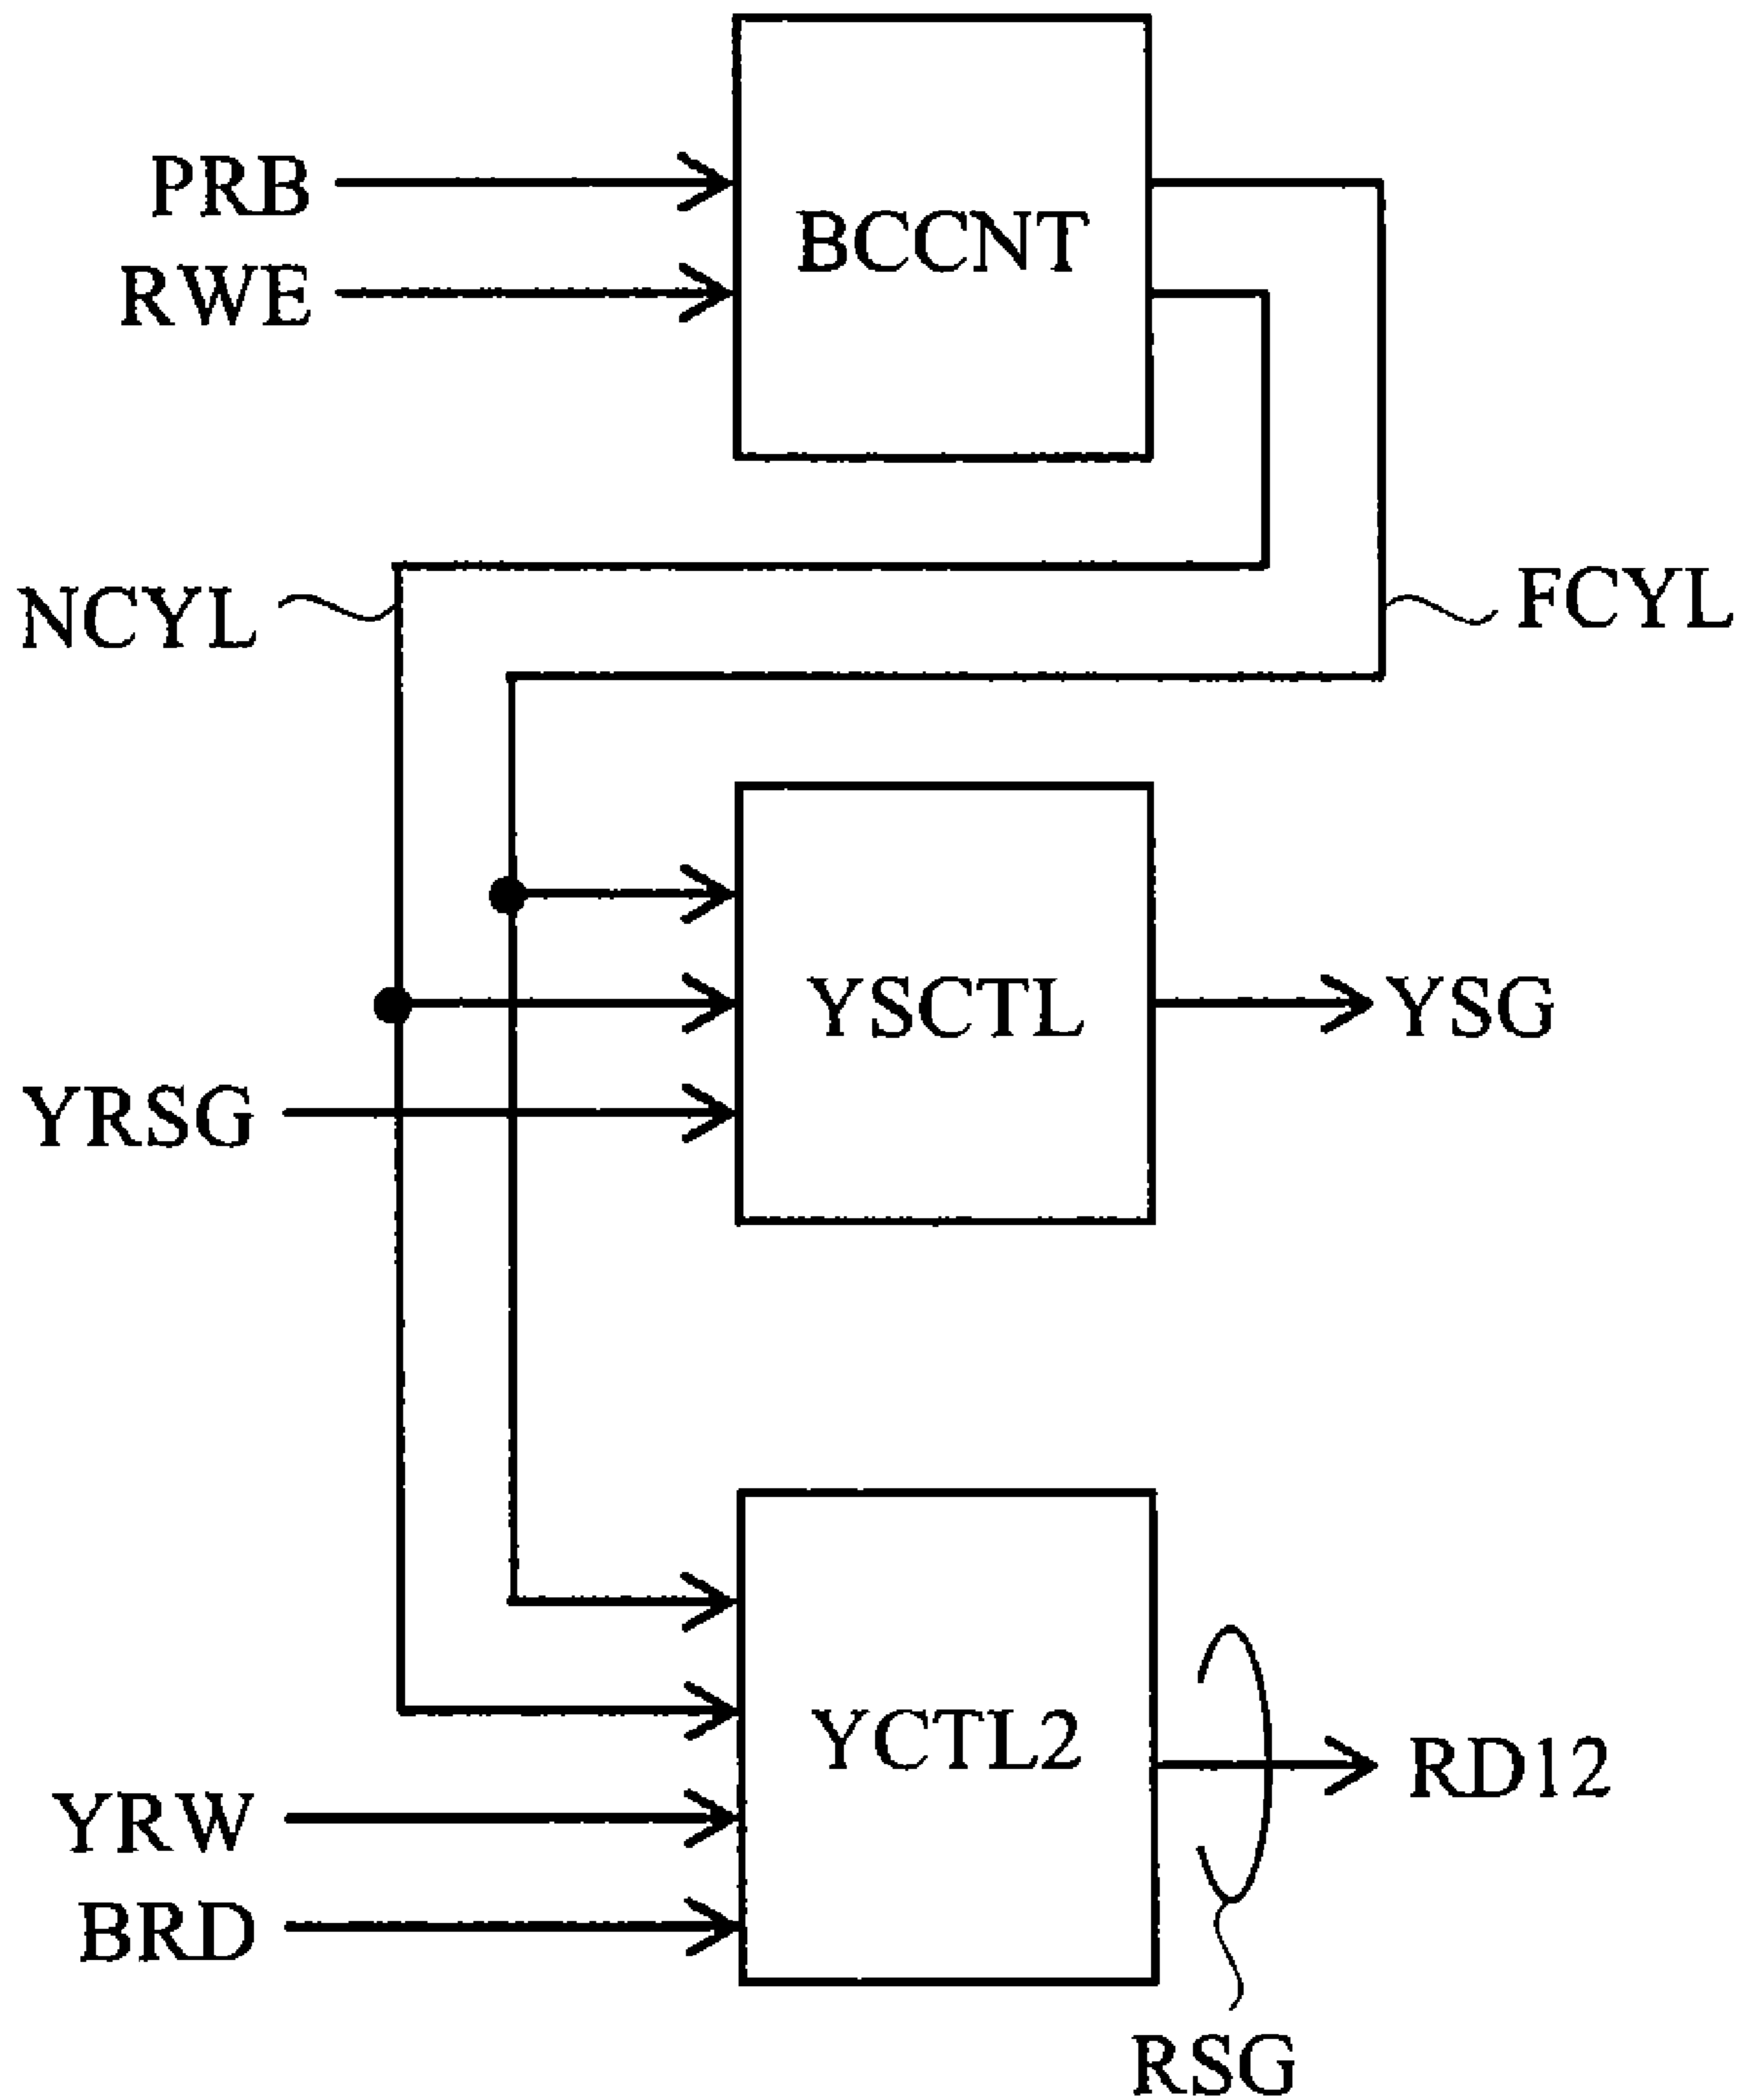 PRB
RWE
BCCNT
NCYL
FCYL
YSCTL
YSG
YRSG
YCTL2
RD12
YRW
BRD
RSG